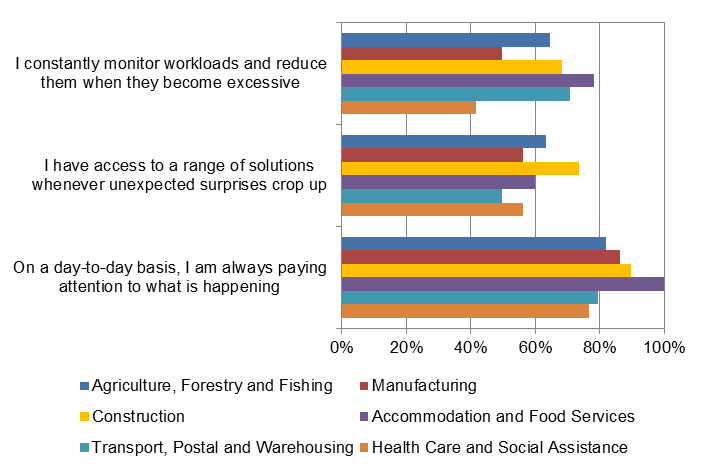 I constantly monitor workloads and reduce
them when they become excessive
I have access to a range of solutions
whenever unexpected surprises crop up
On a day-to-day basis, I am always paying
attention to what is happening
0% 20% 40% 60% 80% 100%
Agriculture, Forestry and Fishing Manufacturing
Construction Accommodation and Food Services
Transport, Postal and Warehousing Health Care and Social Assistance